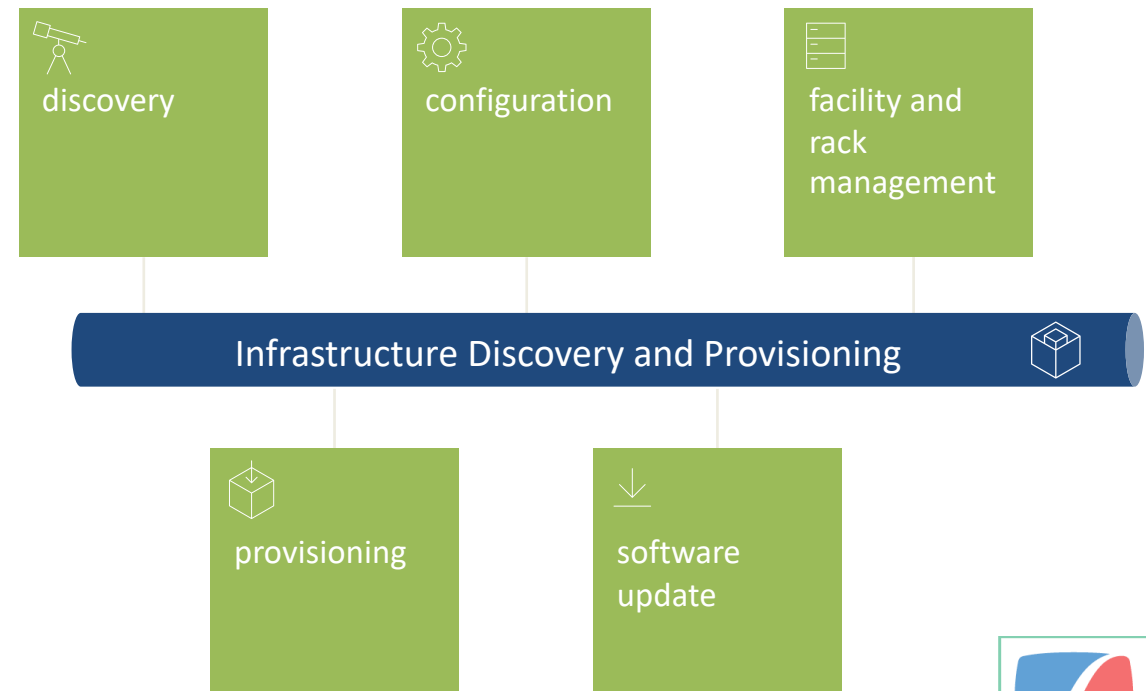 discovery
configuration
facility and
rack
management
Infrastructure Discovery and Provisioning
provisioning
software
update